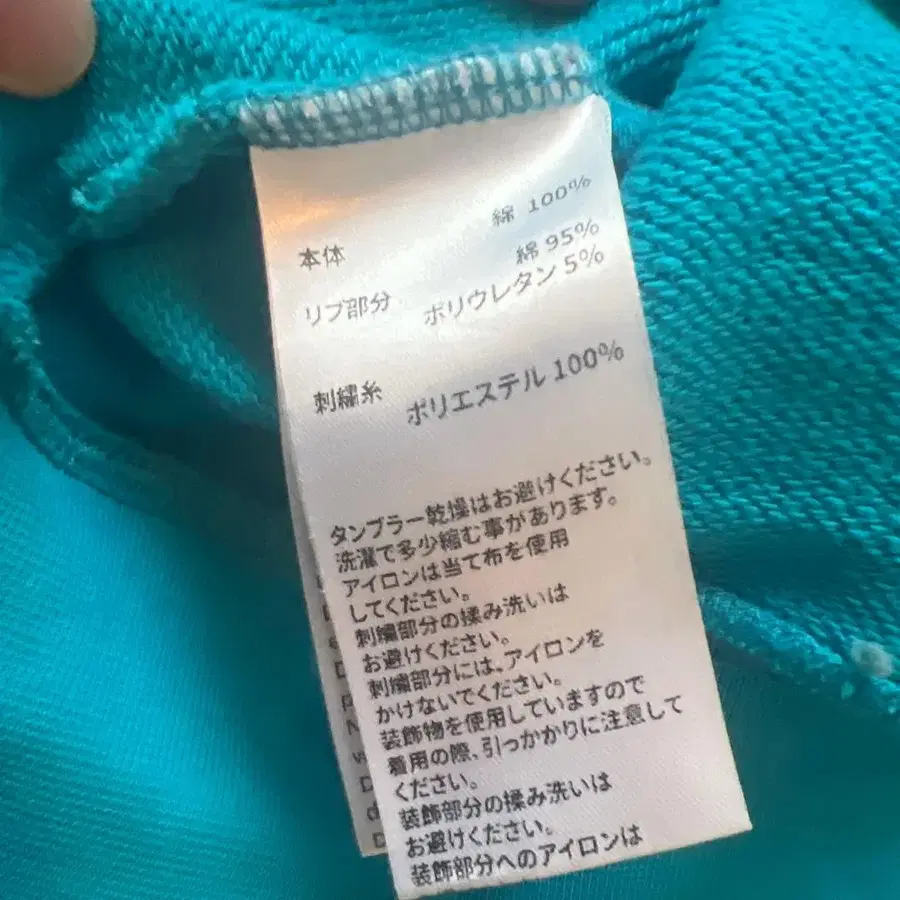 本体 綿 100%
リブ部分 綿 95%
ポリウレタン 5%
刺繍糸 ポリエステル 100%
タンブラー乾燥はお避けください。
洗濯で多少縮む事があります。
アイロンは当て布を使用
してください。
刺繍部分の揉み洗いは
お避けください。
刺繍部分には、アイロンを
かけないでください。
装飾物を使用していますので
着用の際、引っかかりに注意して
ください。
装飾部分の揉み洗いは
お避けください。
装飾部分へのアイロンは